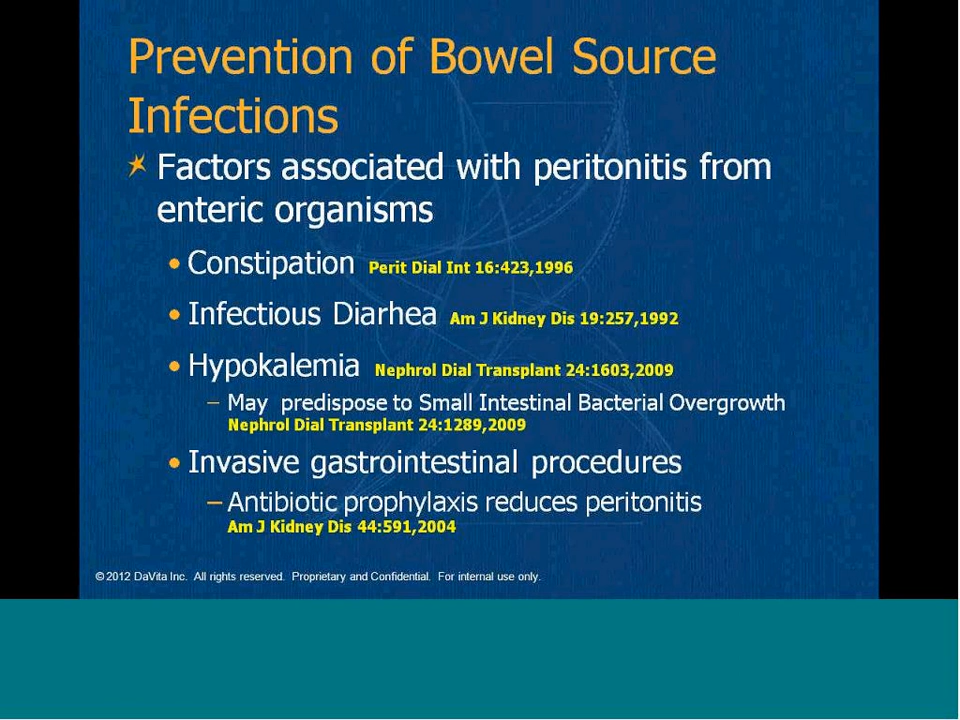 Prevention of Bowel Source
Infections
Factors associated with peritonitis from
enteric organisms
• Constipation Perit Dial Int 16:423,1996
• Infectious Diarhea Am J Kidney Dis 19:257,1992
• Hypokalemia Nephrol Dial Transplant 24:1603,2009
– May predispose to Small Intestinal Bacterial Overgrowth
Nephrol Dial Transplant 24:1289,2009
• Invasive gastrointestinal procedures
– Antibiotic prophylaxis reduces peritonitis
Am J Kidney Dis 44:591,2004
© 2012 DaVita Inc. All rights reserved. Proprietary and Confidential. For internal use only.